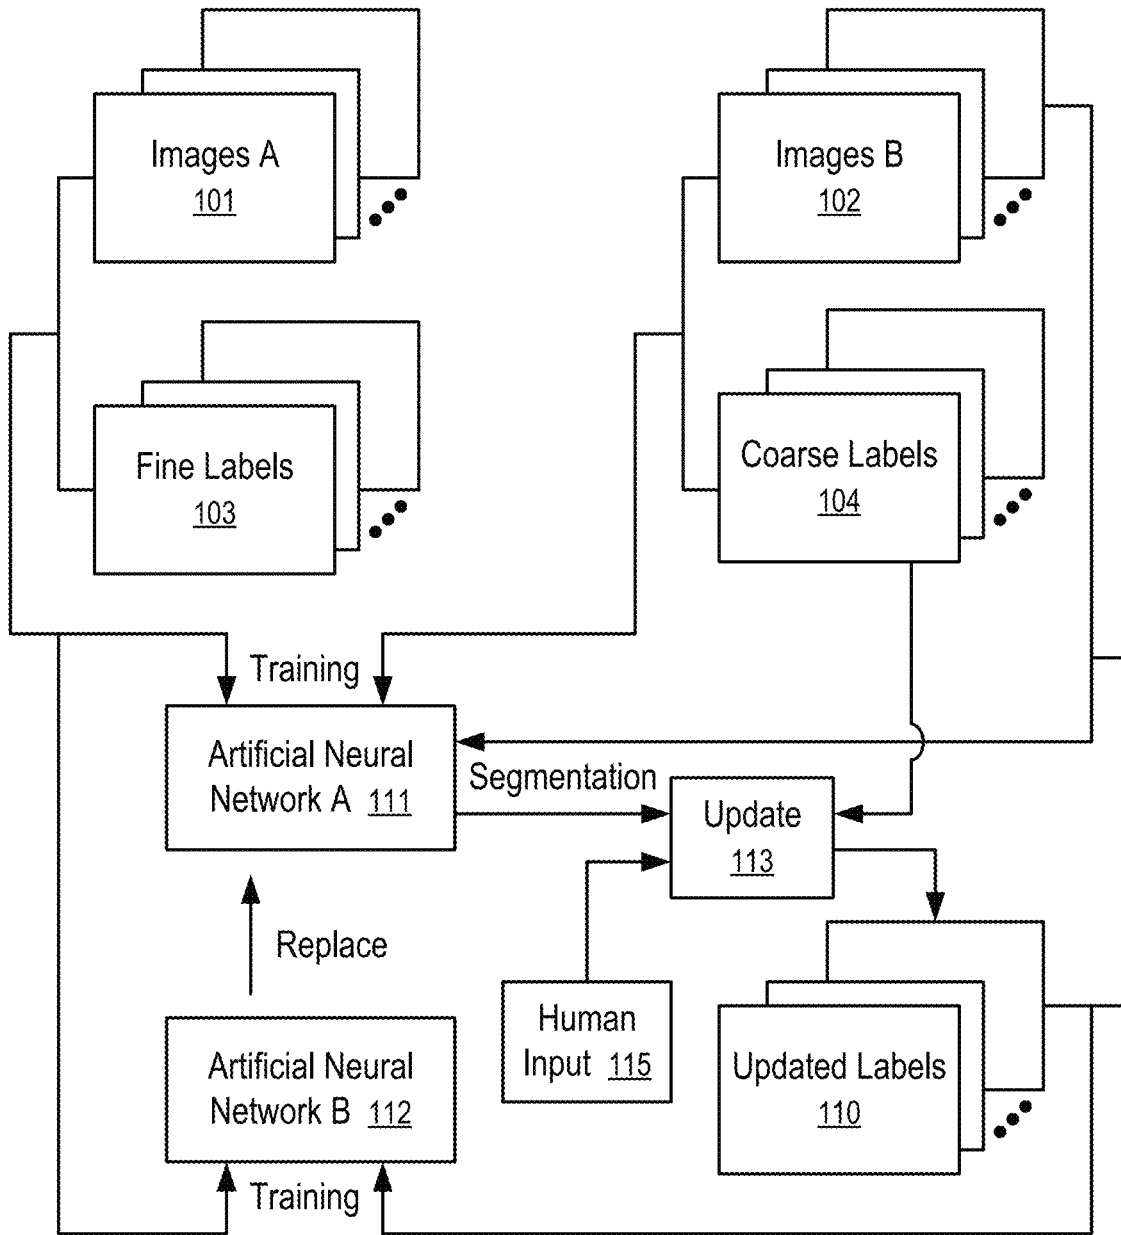 Images A
101
Images B
102
Fine Labels
103
Coarse Labels
104
Training
Artificial Neural
Network A 111
Segmentation
Update
113
Replace
Human
Input 115
Artificial Neural
Network B 112
Updated Labels
110
Training